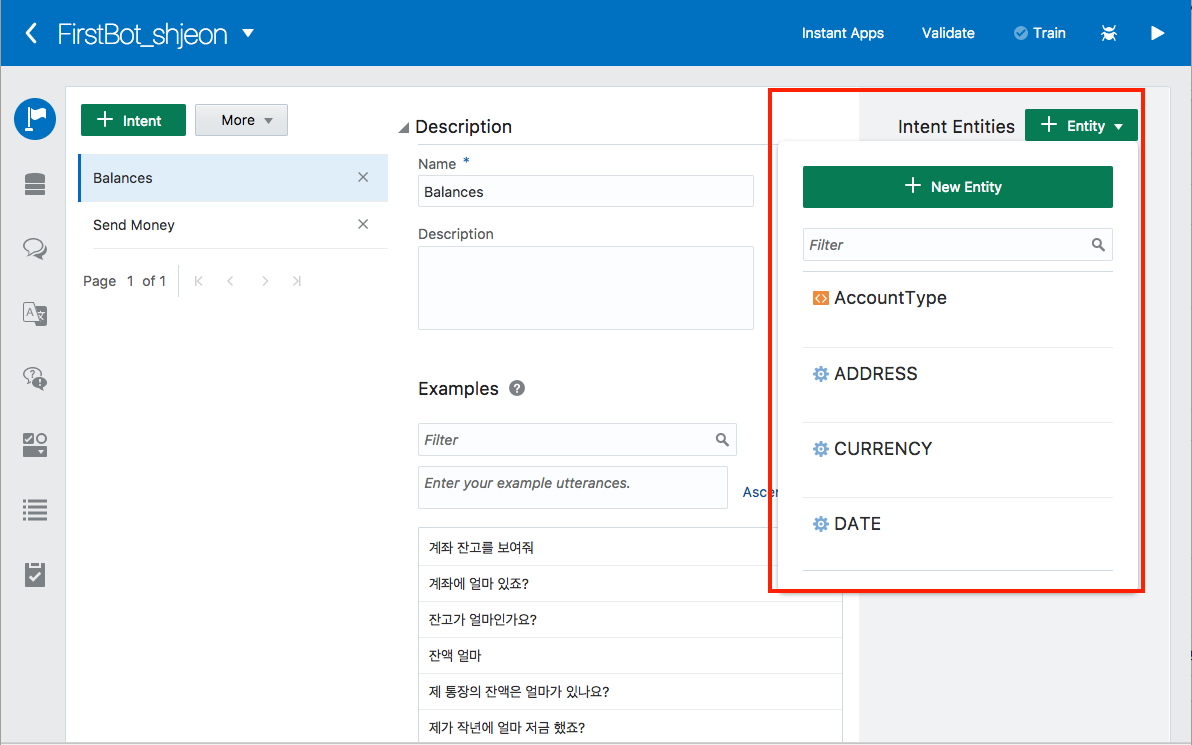 FirstBot_shjeon
Instant Apps
Validate
Train
Intent
More
Balances
Send Money
Page 1 of 1
Description
Name *
Balances
Description
Examples
Filter
Enter your example utterances.
계좌 잔고를 보여줘
계좌에 얼마 있죠?
잔고가 얼마인가요?
잔액 얼마
제 통장의 잔액은 얼마가 있나요?
제가 작년에 얼마 저금 했죠?
Intent Entities
Entity
New Entity
Filter
AccountType
ADDRESS
CURRENCY
DATE